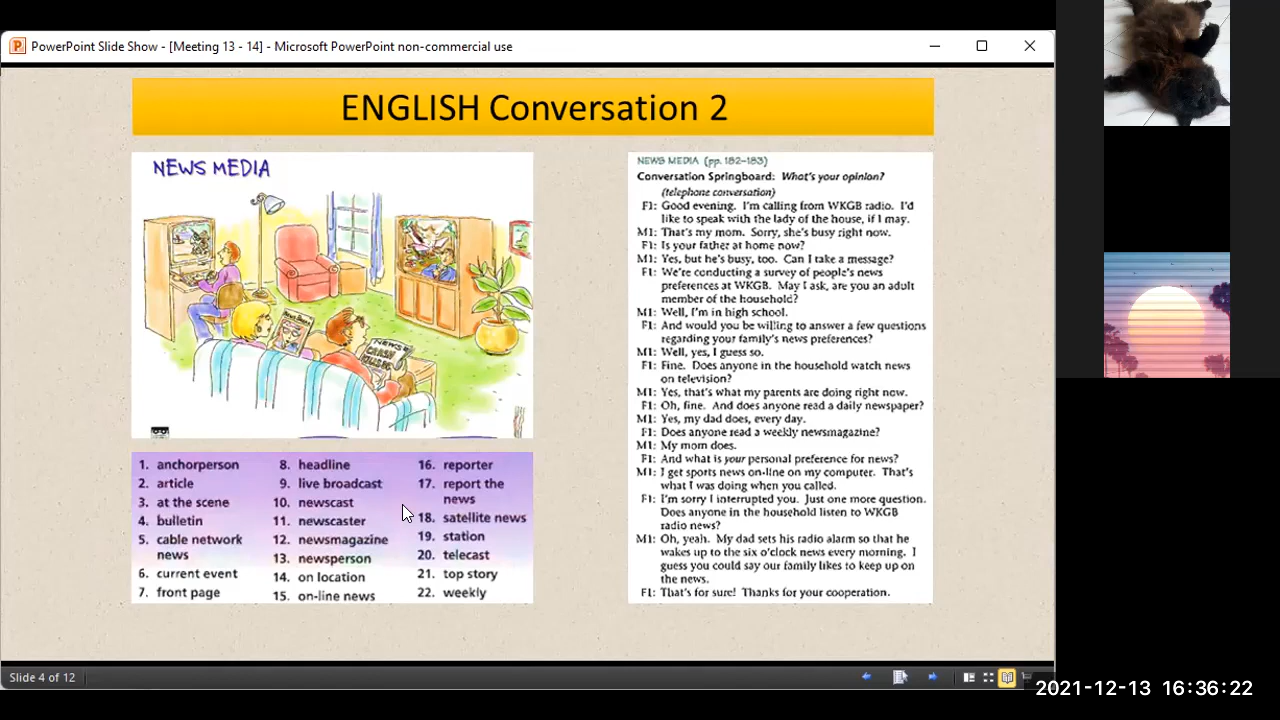 PowerPoint Slide Show - [Meeting 13 - 14] - Microsoft PowerPoint non-commercial use
ENGLISH Conversation 2
NEWS MEDIA
NEWS
CRASH
1. anchorperson
2. article
3. at the scene
4. bulletin
5. cable network
news
6. current event
7. front page
8. headline
9. live broadcast
10. newscast
11. newscaster
12. newsmagazine
13. newsperson
14. on location
15. on-line news
16. reporter
17. report the
news
18. satellite news
19. station
20. telecast
21. top story
22. weekly
NEWS MEDIA (pp. 182–183)
Conversation Springboard: What's your opinion?
(telephone conversation)
F1: Good evening. I'm calling from WKGB radio. I'd
like to speak with the lady of the house, if I may.
M1: That's my mom. Sorry, she's busy right now.
F1: Is your father at home now?
M1: Yes, but he's busy, too. Can I take a message?
F1: We're conducting a survey of people's news
preferences at WKGB. May I ask, are you an adult
member of the household?
M1: Well, I'm in high school.
F1: And would you be willing to answer a few questions
regarding your family's news preferences?
M1: Well, yes, I guess so.
F1: Fine. Does anyone in the household watch news
on television?
M1: Yes, that's what my parents are doing right now.
F1: Oh, fine. And does anyone read a daily newspaper?
M1: Yes, my dad does, every day.
F1: Does anyone read a weekly newsmagazine?
M1: My mom does.
F1: And what is your personal preference for news?
M1: I get sports news on-line on my computer. That's
what I was doing when you called.
F1: I'm sorry I interrupted you. Just one more question.
Does anyone in the household listen to WKGB
radio news?
M1: Oh, yeah. My dad sets his radio alarm so that he
wakes up to the six o'clock news every morning. I
guess you could say our family likes to keep up on
the news.
F1: That's for sure! Thanks for your cooperation.
Slide 4 of 12
2021-12-13 16:36:22